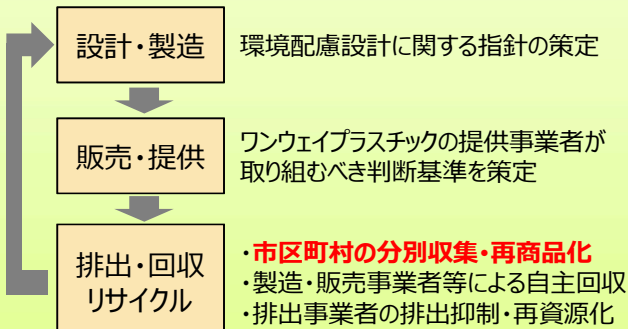 設計・製造
環境配慮設計に関する指針の策定
販売・提供
ワンウェイプラスチックの提供事業者が
取り組むべき判断基準を策定
排出・回収
リサイクル
・市区町村の分別収集・再商品化
・製造・販売事業者等による自主回収
・排出事業者の排出抑制・再資源化